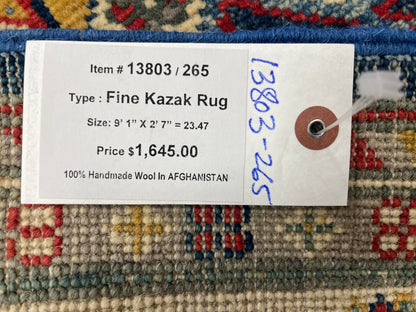 Item # 13803 / 265
Type : Fine Kazak Rug
Size: 9' 1" X 2' 7" = 23.47
Price $1,645.00
100% Handmade Wool In AFGHANISTAN
13803-265